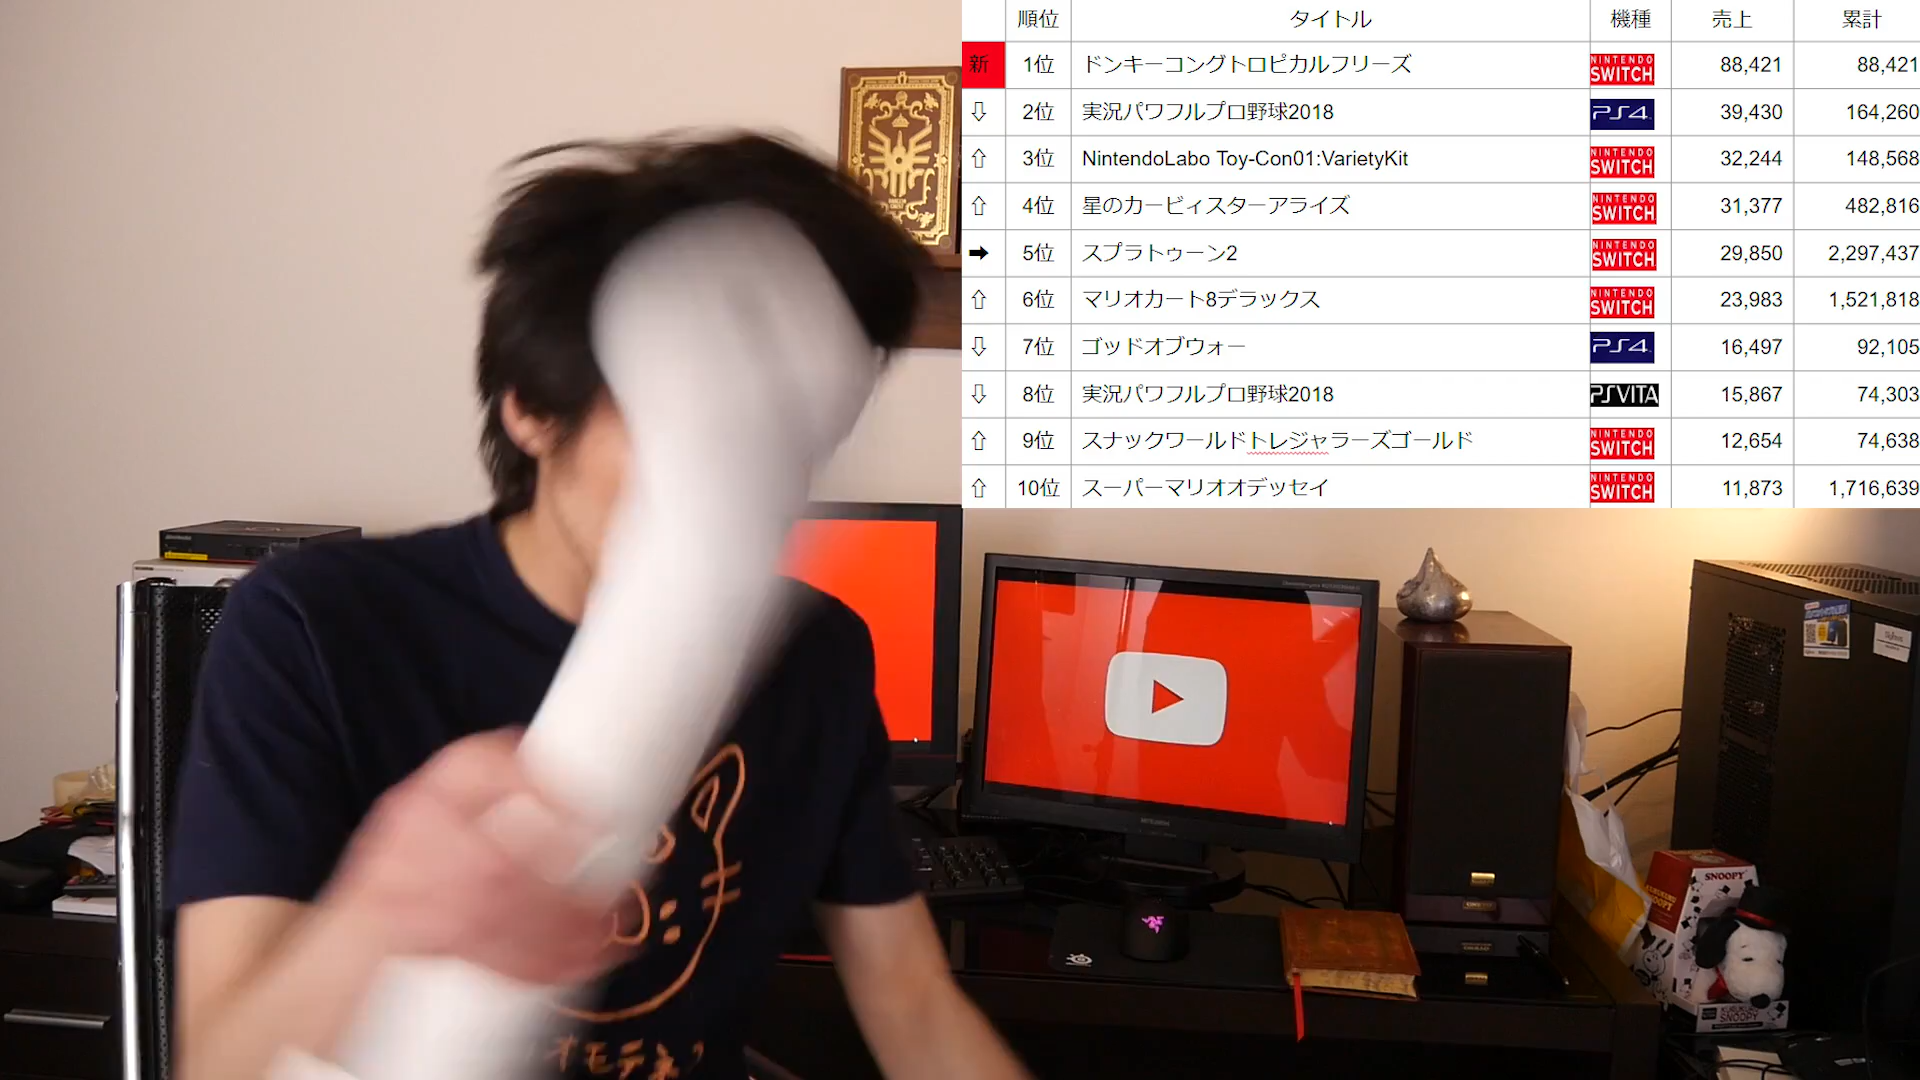 順位 タイトル 機種 売上 累計
新 1位 ドンキーコングトロピカルフリーズ NINTENDO SWITCH 88,421 88,421
⇩ 2位 実況パワフルプロ野球2018 PS4 39,430 164,260
⇧ 3位 NintendoLabo Toy-Con01:VarietyKit NINTENDO SWITCH 32,244 148,568
⇧ 4位 星のカービィスターアライズ NINTENDO SWITCH 31,377 482,816
➡ 5位 スプラトゥーン2 NINTENDO SWITCH 29,850 2,297,437
⇧ 6位 マリオカート8デラックス NINTENDO SWITCH 23,983 1,521,818
⇩ 7位 ゴッドオブウォー PS4 16,497 92,105
⇩ 8位 実況パワフルプロ野球2018 PSVITA 15,867 74,303
⇧ 9位 スナックワールドトレジャラーズゴールド NINTENDO SWITCH 12,654 74,638
⇧ 10位 スーパーマリオオデッセイ NINTENDO SWITCH 11,873 1,716,639
MITSUBISHI
SNOOPY
SNOOPY
オモテネ